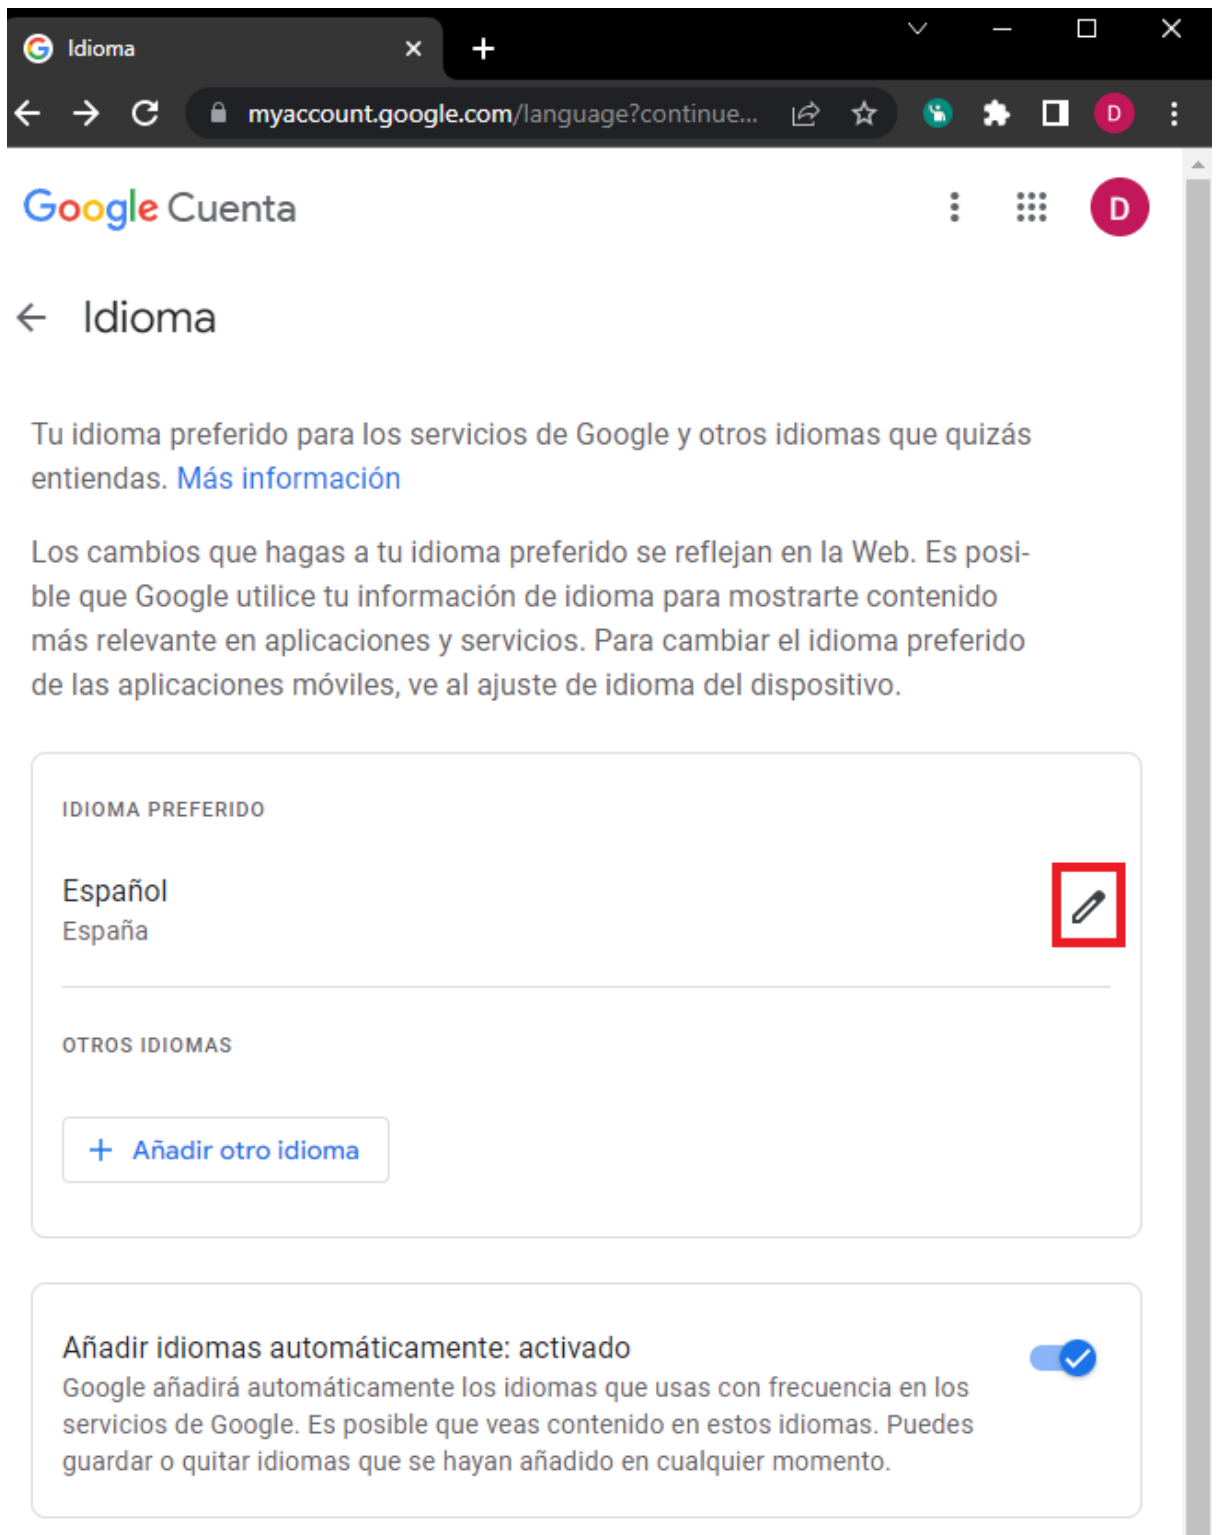 Idioma
myaccount.google.com/language?continue...
D
Google Cuenta
D
Idioma
Tu idioma preferido para los servicios de Google y otros idiomas que quizás
entiendas. Más información
Los cambios que hagas a tu idioma preferido se reflejan en la Web. Es posi-
ble que Google utilice tu información de idioma para mostrarte contenido
más relevante en aplicaciones y servicios. Para cambiar el idioma preferido
de las aplicaciones móviles, ve al ajuste de idioma del dispositivo.
IDIOMA PREFERIDO
Español
España
OTROS IDIOMAS
+ Añadir otro idioma
Añadir idiomas automáticamente: activado
Google añadirá automáticamente los idiomas que usas con frecuencia en los
servicios de Google. Es posible que veas contenido en estos idiomas. Puedes
guardar o quitar idiomas que se hayan añadido en cualquier momento.